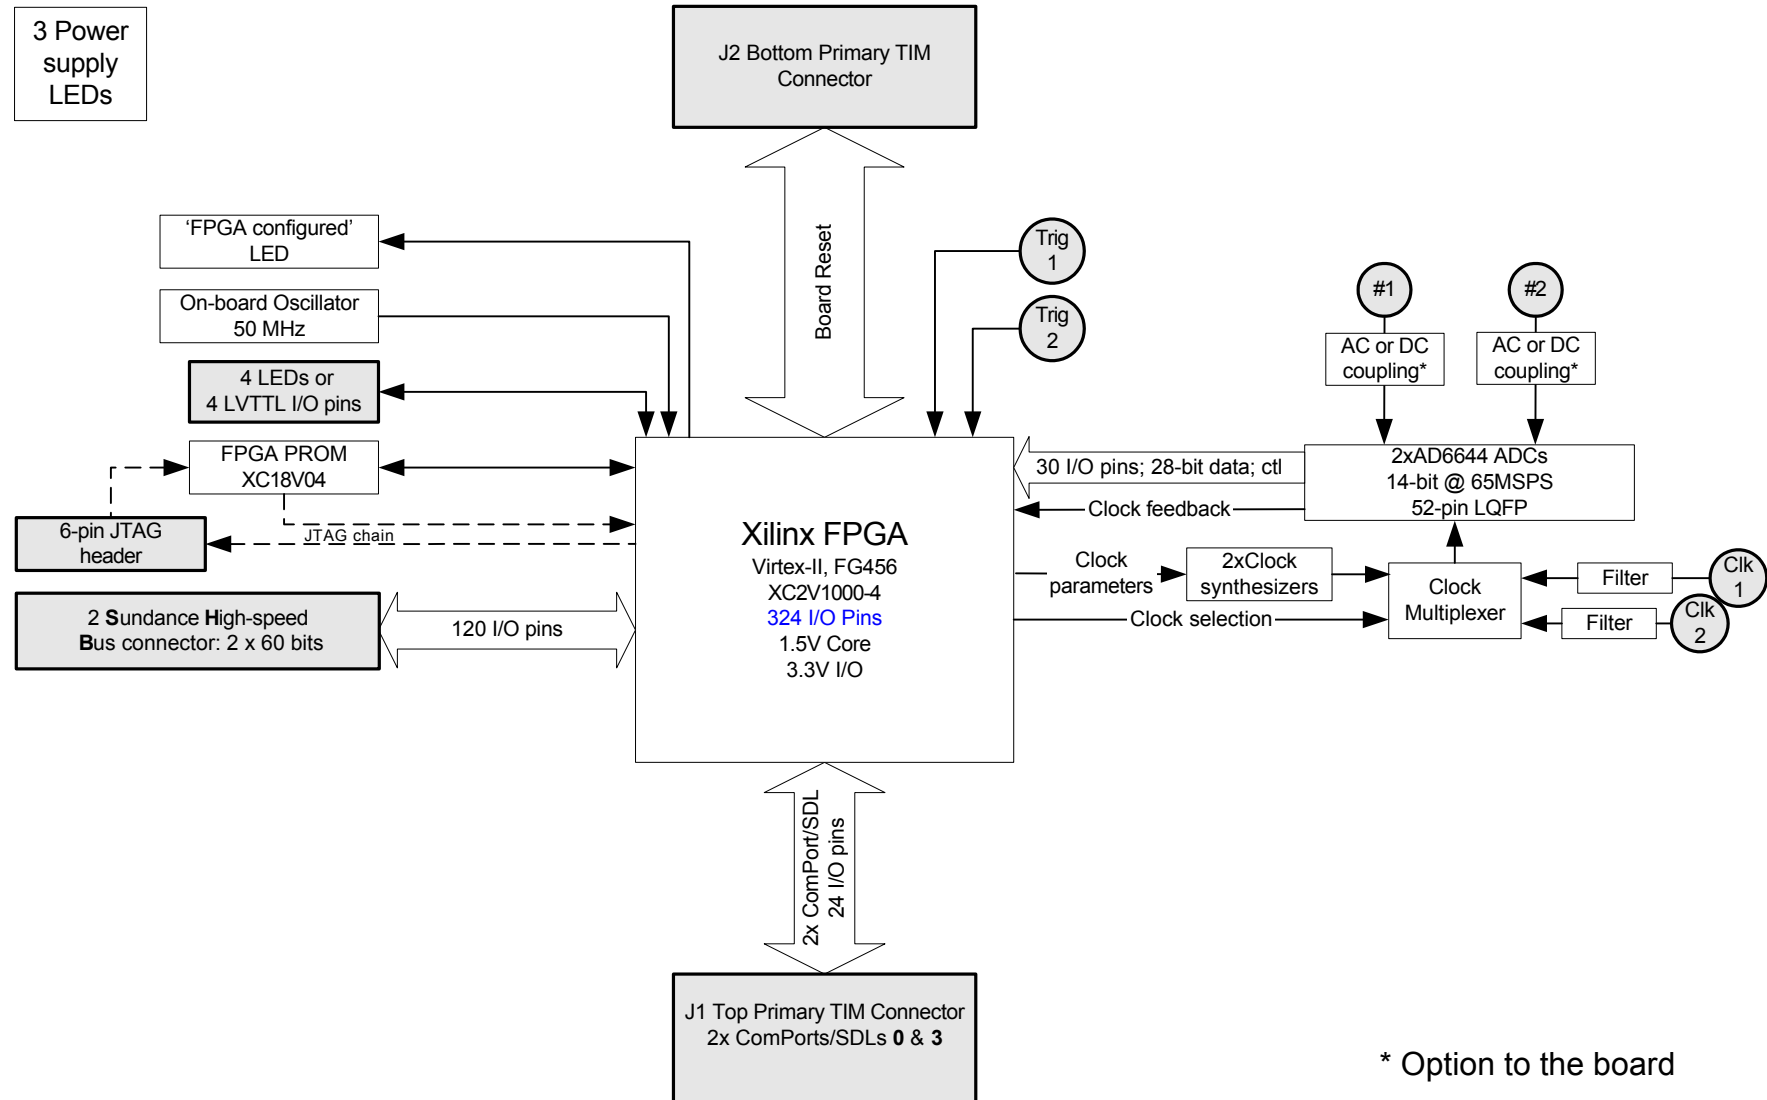 3 Power
supply
LEDs
J2 Bottom Primary TIM
Connector
'FPGA configured'
LED
On-board Oscillator
50 MHz
4 LEDs or
4 LVTTL I/O pins
FPGA PROM
XC18V04
6-pin JTAG
header
JTAG chain
2 Sundance High-speed
Bus connector: 2 x 60 bits
120 I/O pins
Board Reset
Trig
1
Trig
2
#1
#2
AC or DC
coupling*
AC or DC
coupling*
30 I/O pins; 28-bit data; ctl
2xAD6644 ADCs
14-bit @ 65MSPS
52-pin LQFP
Clock feedback
Xilinx FPGA
Virtex-II, FG456
XC2V1000-4
324 I/O Pins
1.5V Core
3.3V I/O
Clock
parameters
2xClock
synthesizers
Clock selection
Clock
Multiplexer
Filter
Clk
1
Filter
Clk
2
2x ComPort/SDL
24 I/O pins
J1 Top Primary TIM Connector
2x ComPorts/SDLs 0 & 3
* Option to the board